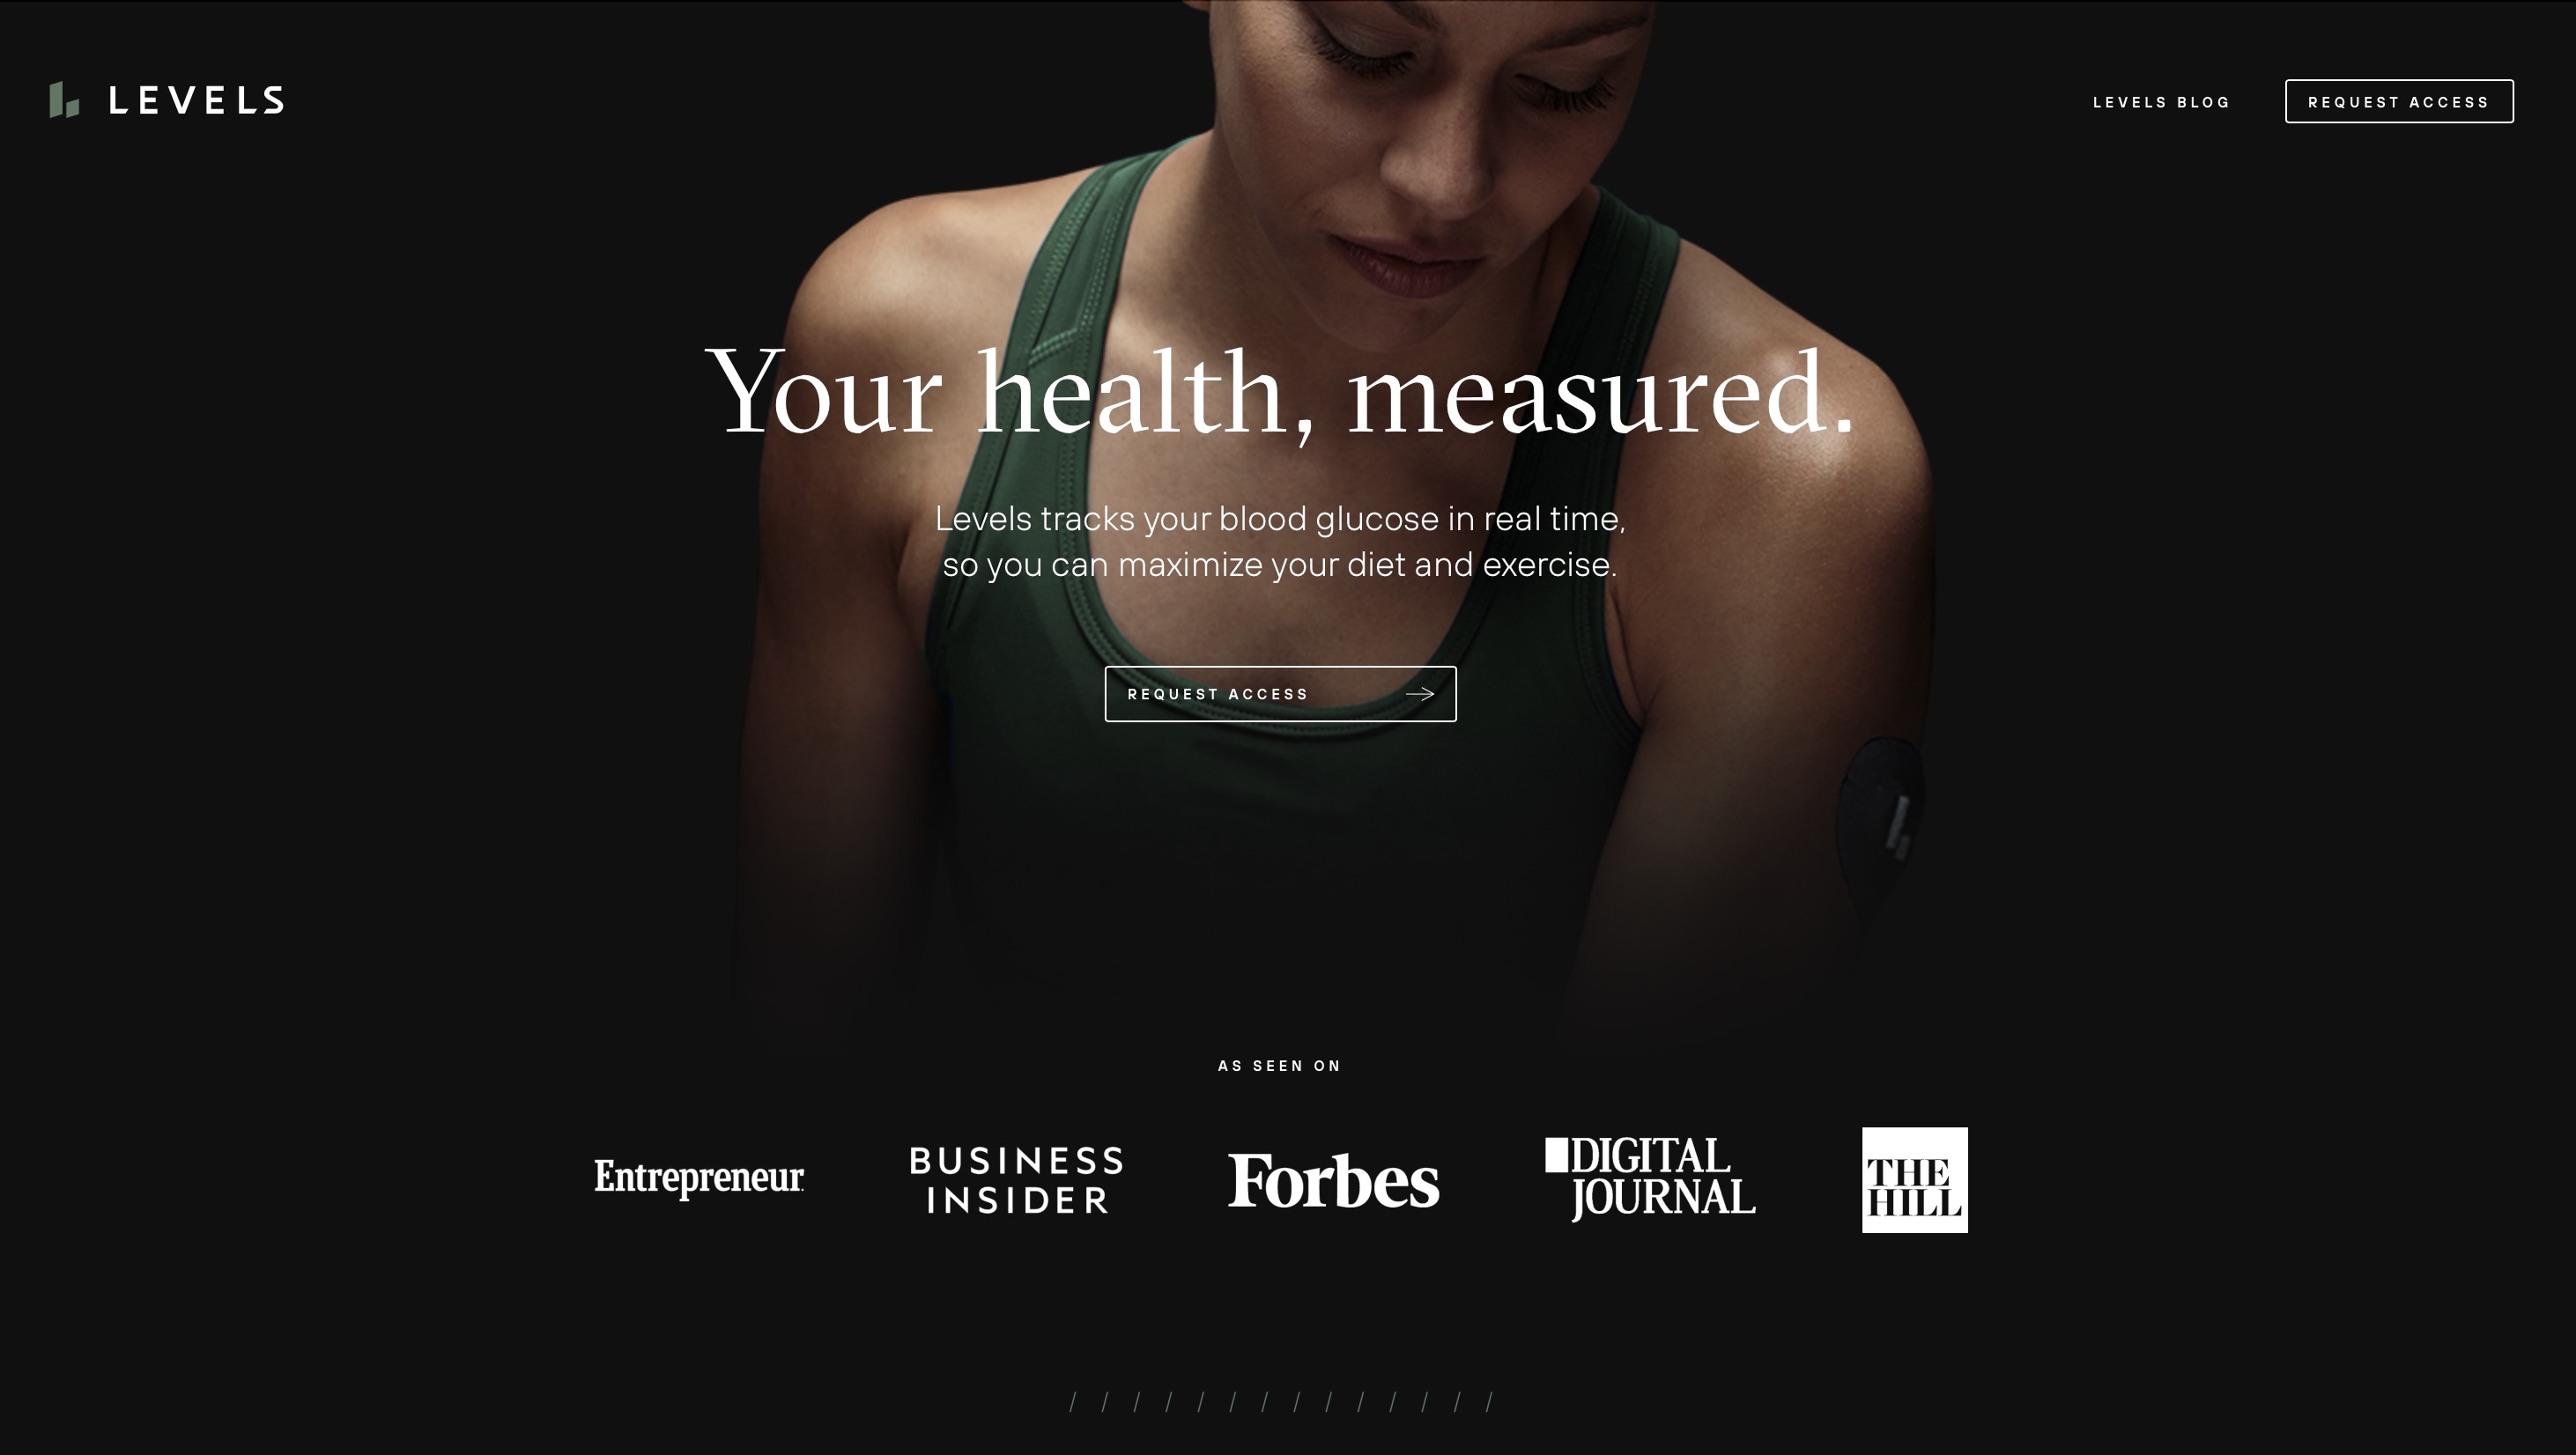 LEVELS
LEVELS BLOG
REQUEST ACCESS
Your health, measured.
Levels tracks your blood glucose in real time,
so you can maximize your diet and exercise.
REQUEST ACCESS
AS SEEN ON
Entrepreneur
BUSINESS
INSIDER
Forbes
DIGITAL
JOURNAL
THE
HILL
/ / / / / / / / / / / / / /